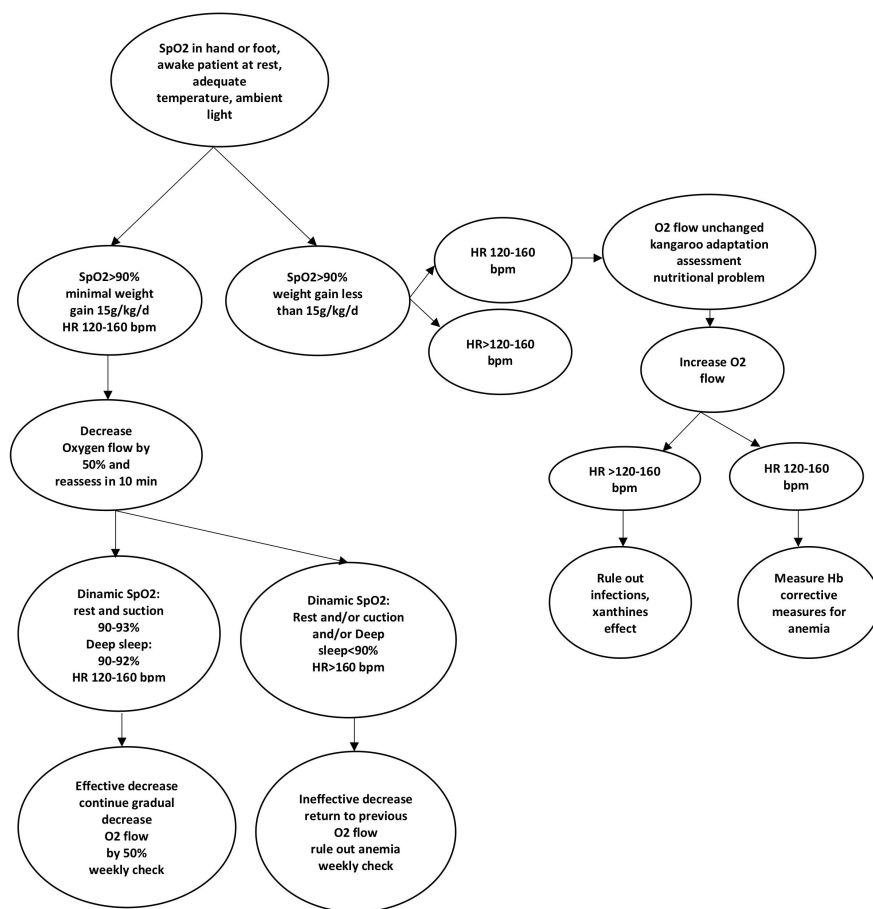 SpO2 in hand or foot,
awake patient at rest,
adequate
temperature, ambient
light
SpO2>90%
minimal weight
gain 15g/kg/d
HR 120-160 bpm
SpO2>90%
weight gain less
than 15g/kg/d
HR 120-160
bpm
HR>120-160
bpm
O2 flow unchanged
kangaroo adaptation
assessment
nutritional problem
Increase O2
flow
HR >120-160
bpm
HR 120-160
bpm
Rule out
infections,
xanthines
effect
Measure Hb
corrective
measures for
anemia
Decrease
Oxygen flow by
50% and
reassess in 10 min
Dinamic SpO2:
rest and suction
90-93%
Deep sleep:
90-92%
HR 120-160 bpm
Dinamic SpO2:
Rest and/or cuction
and/or Deep
sleep<90%
HR>160 bpm
Effective decrease
continue gradual
decrease
O2 flow
by 50%
weekly check
Ineffective decrease
return to previous
O2 flow
rule out anemia
weekly check